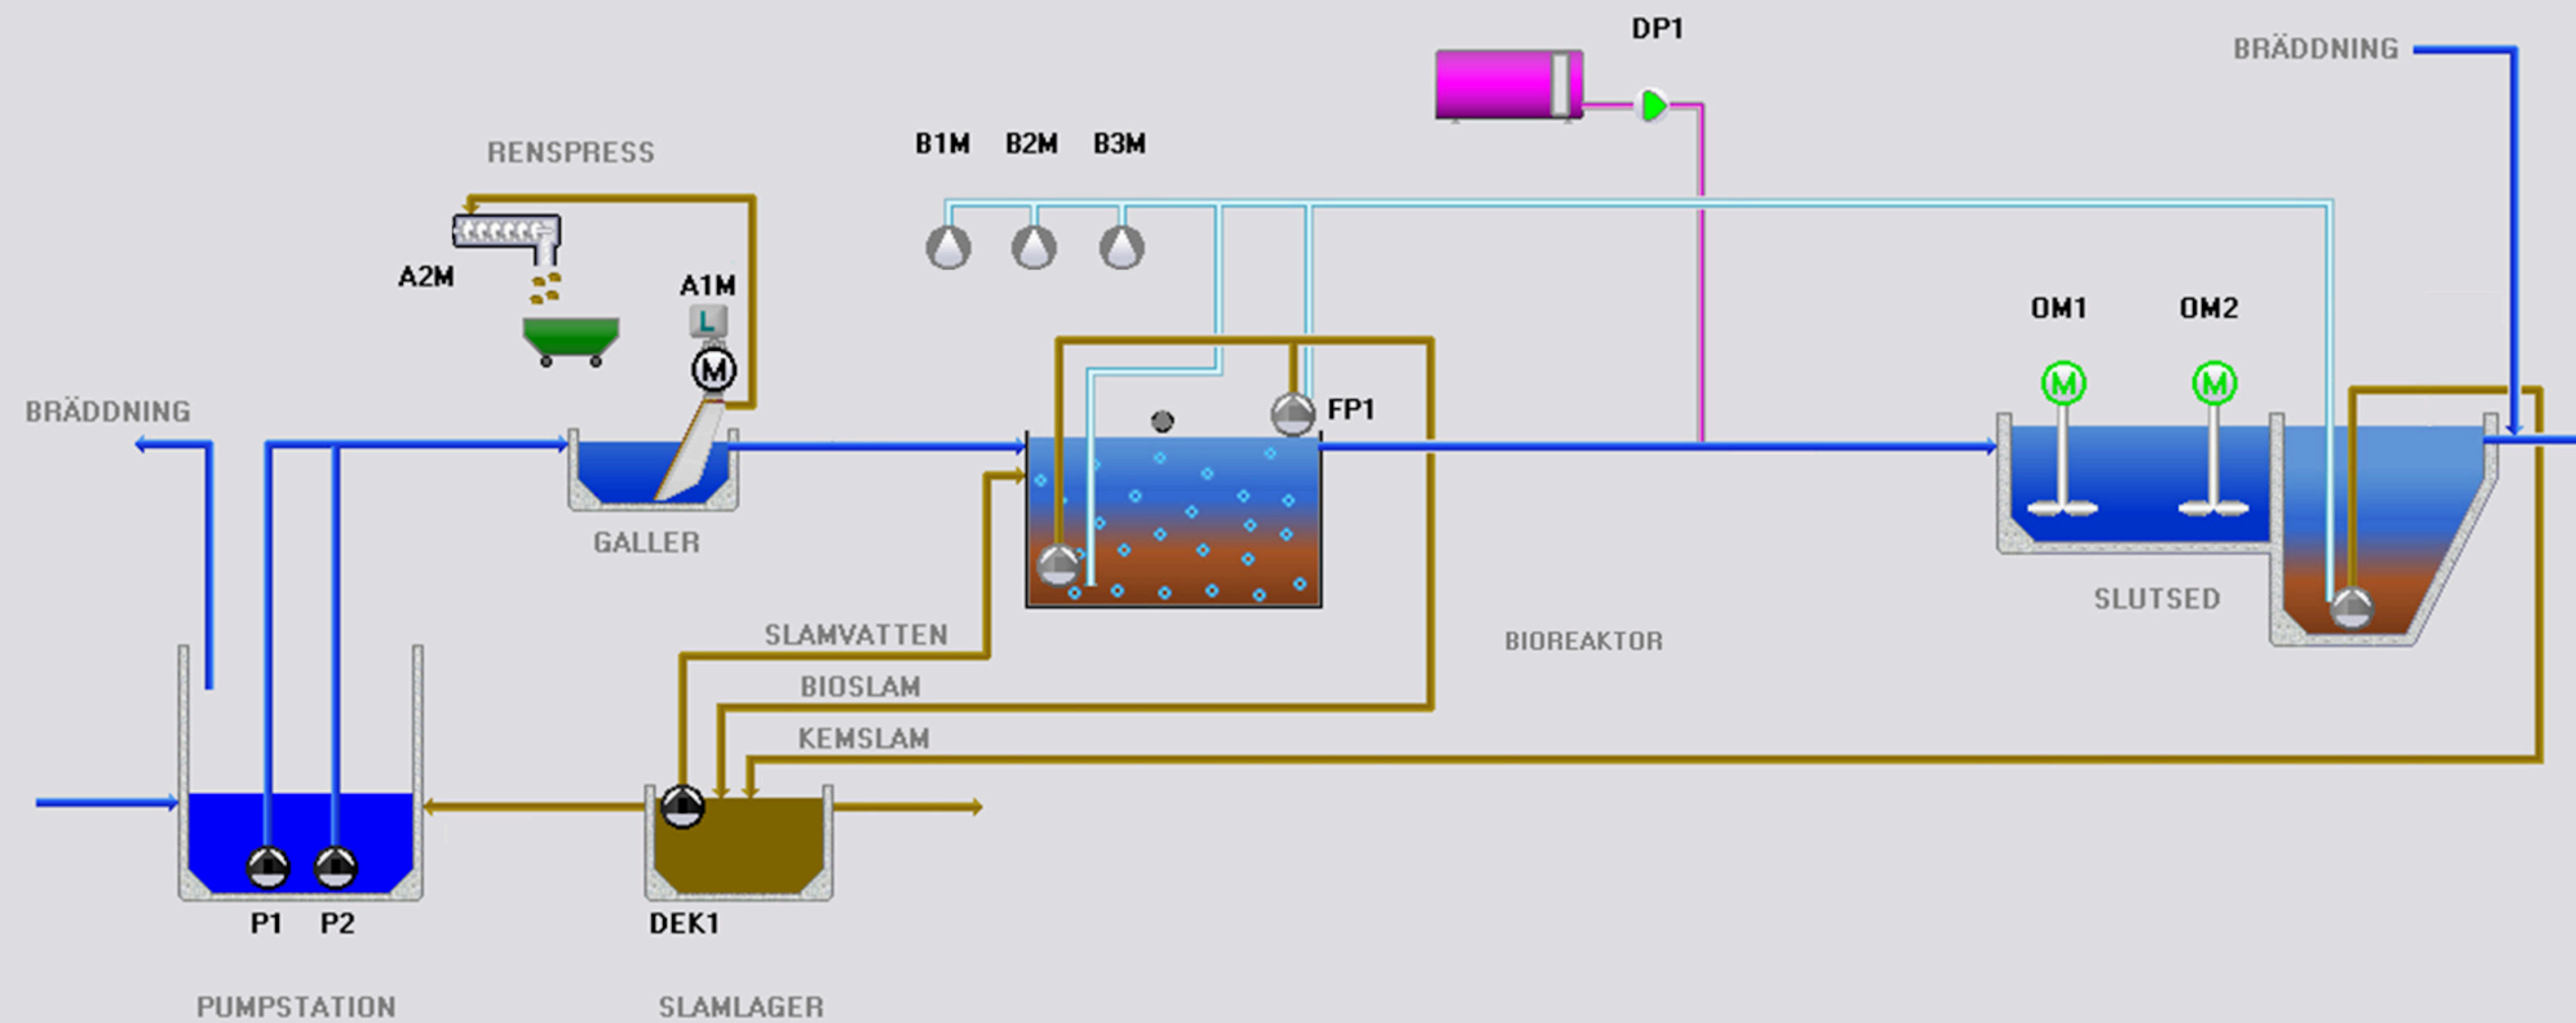 DP1
BRÄDDNING
B1M B2M B3M
RENSPRESS
A2M
A1M
L
M
OM1 OM2
M M
BRÄDDNING
FP1
GALLER
SLUTSED
SLAMVATTEN
BIOREAKTOR
BIOSLAM
KEMSLAM
P1 P2
DEK1
PUMPSTATION
SLAMLAGER